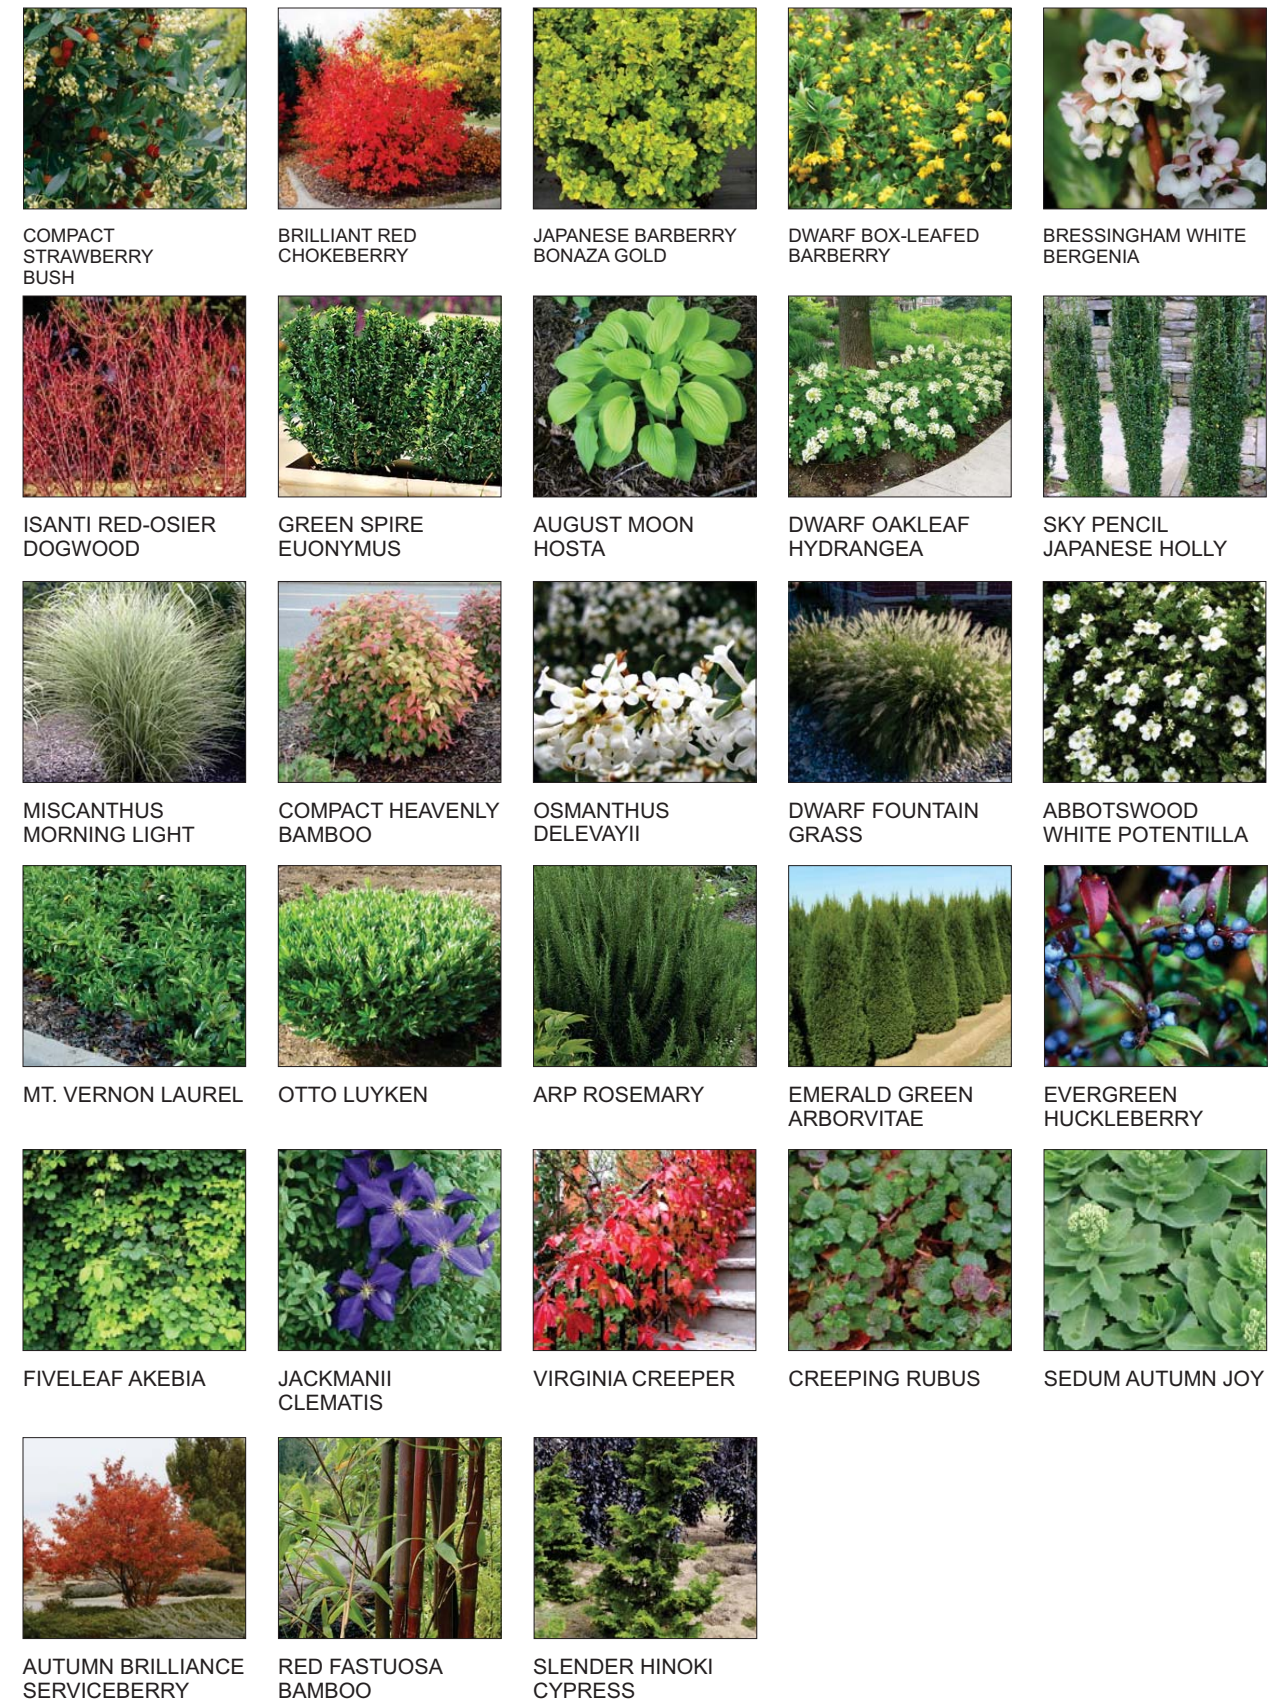 COMPACT
STRAWBERRY
BUSH
BRILLIANT RED
CHOKEBERRY
JAPANESE BARBERRY
BONAZA GOLD
DWARF BOX-LEAFED
BARBERRY
BRESSINGHAM WHITE
BERGENIA
ISANTI RED-OSIER
DOGWOOD
GREEN SPIRE
EUONYMUS
AUGUST MOON
HOSTA
DWARF OAKLEAF
HYDRANGEA
SKY PENCIL
JAPANESE HOLLY
MISCANTHUS
MORNING LIGHT
COMPACT HEAVENLY
BAMBOO
OSMANTHUS
DELEVAYII
DWARF FOUNTAIN
GRASS
ABBOTSWOOD
WHITE POTENTILLA
MT. VERNON LAUREL
OTTO LUYKEN
ARP ROSEMARY
EMERALD GREEN
ARBORVITAE
EVERGREEN
HUCKLEBERRY
FIVELEAF AKEBIA
JACKMANII
CLEMATIS
VIRGINIA CREEPER
CREEPING RUBUS
SEDUM AUTUMN JOY
AUTUMN BRILLIANCE
SERVICEBERRY
RED FASTUOSA
BAMBOO
SLENDER HINOKI
CYPRESS